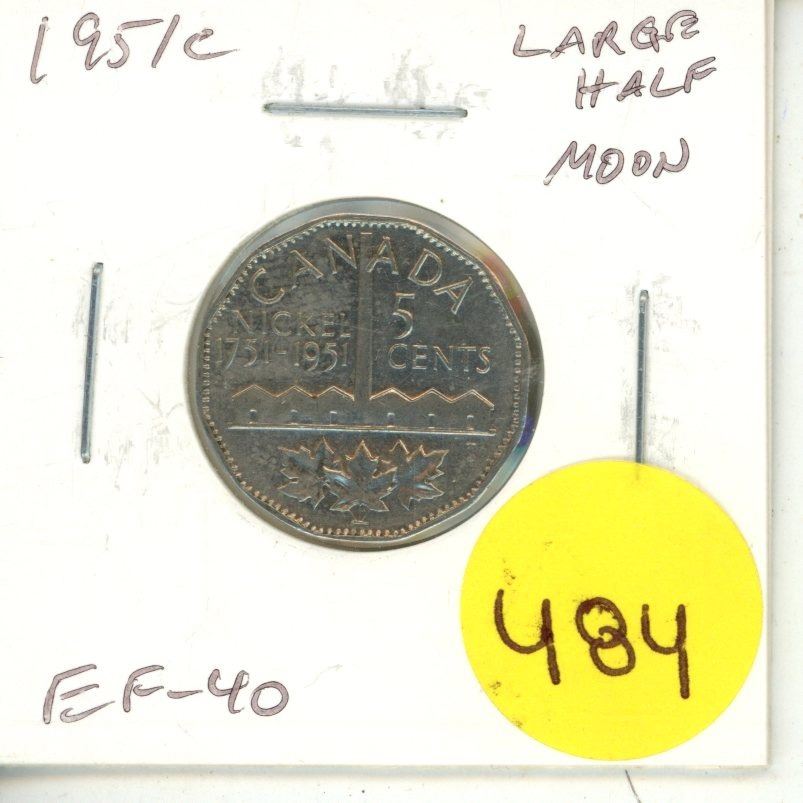 1951c
LARGE
HALF
MOON
CANADA
NICKEL 5
1751-1951 CENTS
EF-40
484